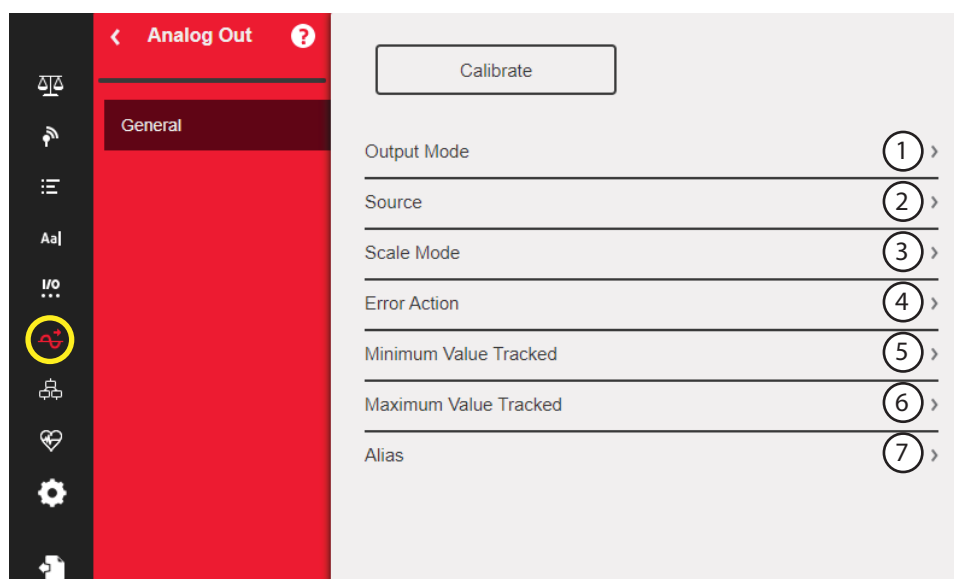 Analog Out ?
Calibrate
General
Output Mode 1
Source 2
Aa
Scale Mode 3
I/O
Error Action 4
Minimum Value Tracked 5
Maximum Value Tracked 6
Alias 7